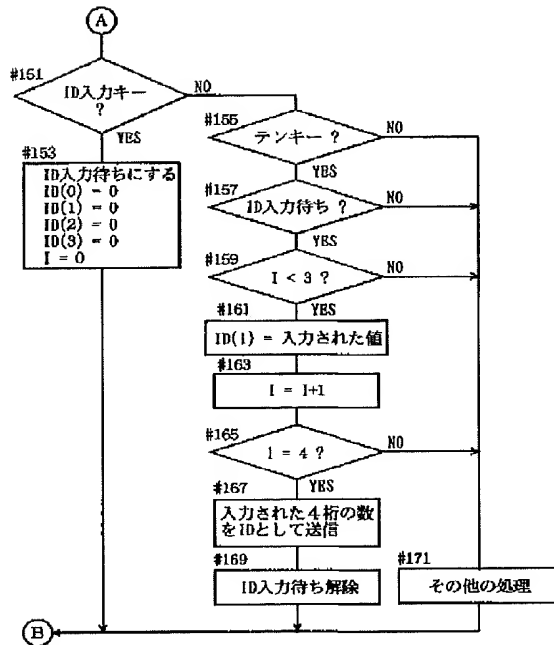 A
#151
ID入力キー
?
NO
YES
#153
ID入力待ちにする
ID(0) = 0
ID(1) = 0
ID(2) = 0
ID(3) = 0
I = 0
#155
テンキー ?
NO
YES
#157
ID入力待ち ?
NO
YES
#159
I < 3 ?
NO
YES
#161
ID(I) = 入力された値
#163
I = I+1
#165
I = 4 ?
NO
YES
#167
入力された4桁の数
をIDとして送信
#169
ID入力待ち解除
#171
その他の処理
B